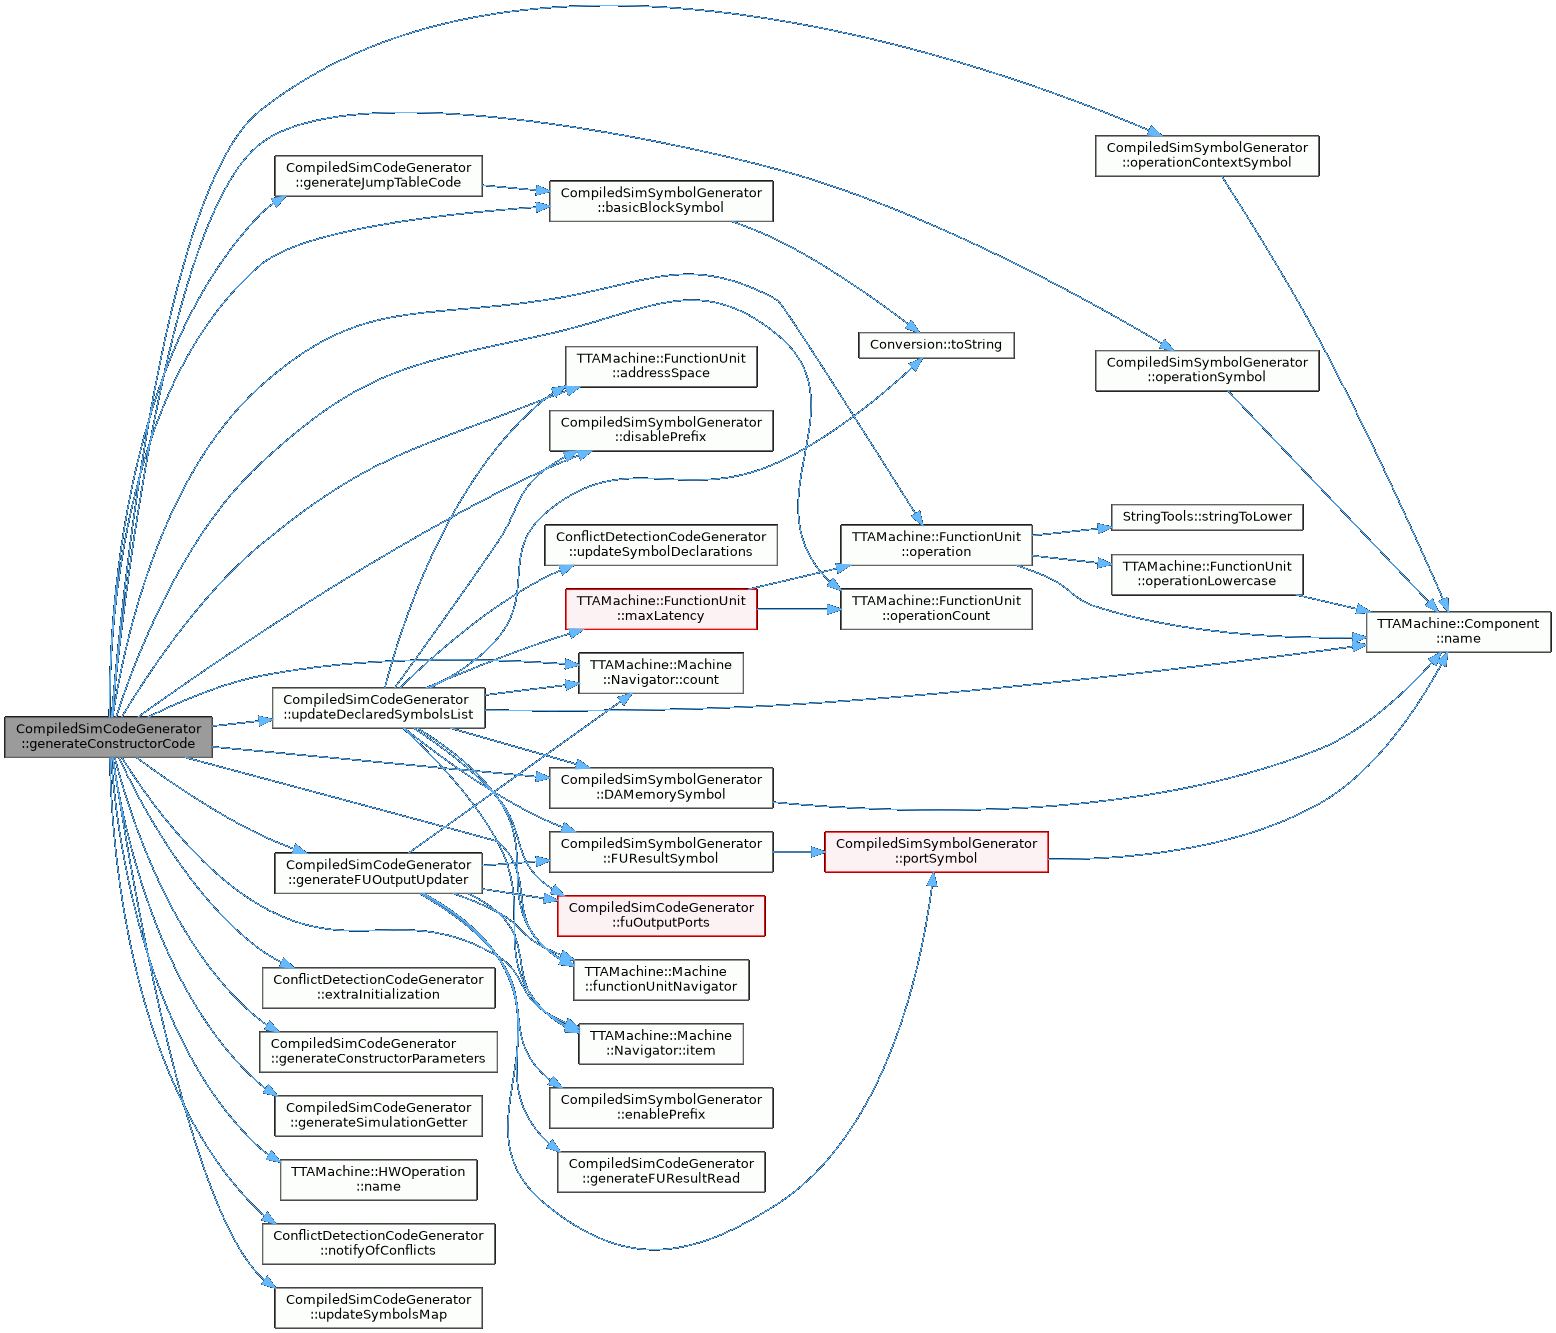 CompiledSimCodeGenerator
::generateConstructorCode
CompiledSimCodeGenerator
::generateJumpTableCode
CompiledSimSymbolGenerator
::basicBlockSymbol
CompiledSimSymbolGenerator
::operationContextSymbol
Conversion::toString
CompiledSimSymbolGenerator
::operationSymbol
TTAMachine::FunctionUnit
::addressSpace
CompiledSimSymbolGenerator
::disablePrefix
ConflictDetectionCodeGenerator
::updateSymbolDeclarations
TTAMachine::FunctionUnit
::maxLatency
TTAMachine::FunctionUnit
::operation
TTAMachine::FunctionUnit
::operationCount
StringTools::stringToLower
TTAMachine::FunctionUnit
::operationLowercase
TTAMachine::Component
::name
TTAMachine::Machine
::Navigator::count
CompiledSimCodeGenerator
::updateDeclaredSymbolsList
CompiledSimSymbolGenerator
::DAMemorySymbol
CompiledSimSymbolGenerator
::FUResultSymbol
CompiledSimSymbolGenerator
::portSymbol
CompiledSimCodeGenerator
::generateFUOutputUpdater
CompiledSimCodeGenerator
::fuOutputPorts
TTAMachine::Machine
::functionUnitNavigator
TTAMachine::Machine
::Navigator::item
CompiledSimSymbolGenerator
::enablePrefix
CompiledSimCodeGenerator
::generateFUResultRead
ConflictDetectionCodeGenerator
::extraInitialization
CompiledSimCodeGenerator
::generateConstructorParameters
CompiledSimCodeGenerator
::generateSimulationGetter
TTAMachine::HWOperation
::name
ConflictDetectionCodeGenerator
::notifyOfConflicts
CompiledSimCodeGenerator
::updateSymbolsMap